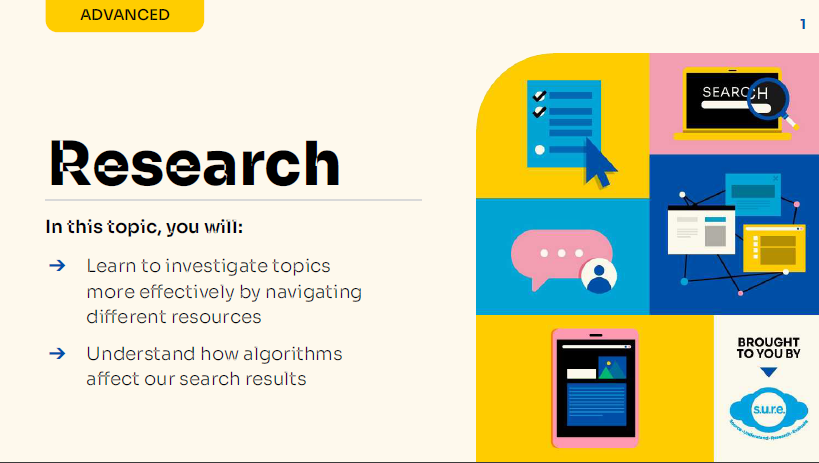 ADVANCED
1
Research
In this topic, you will:
→ Learn to investigate topics
more effectively by navigating
different resources
→ Understand how algorithms
affect our search results
SEARCH
BROUGHT
TO YOU BY
s.u.r.e.
Source•Understand•Research•Evaluate